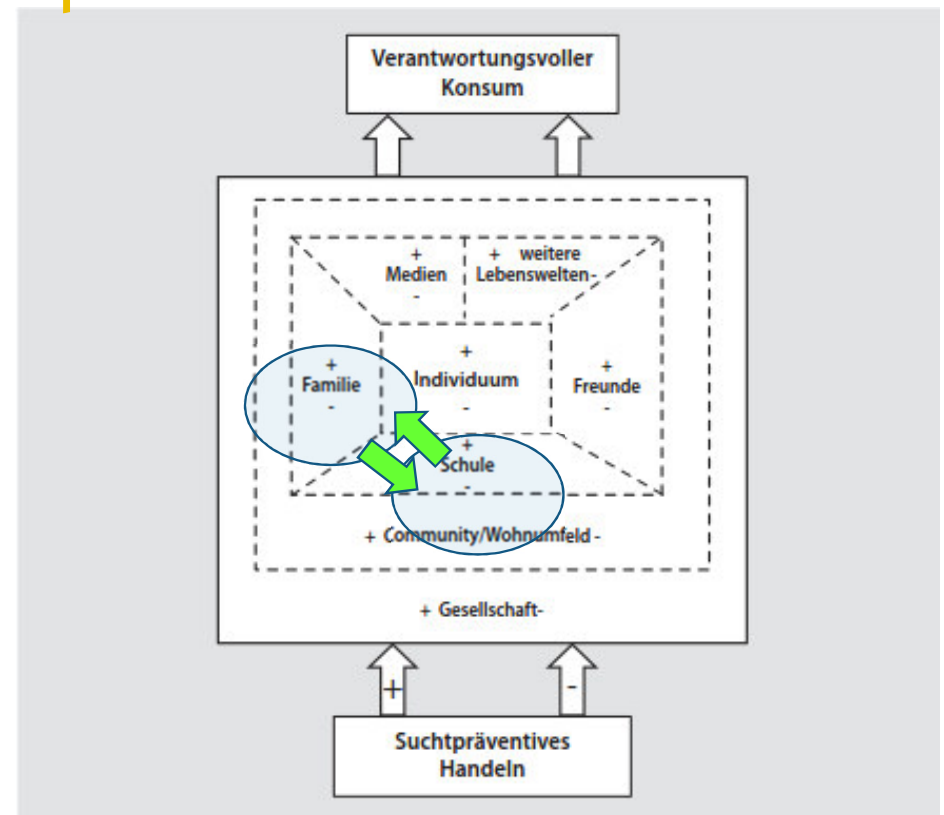 Verantwortungsvoller
Konsum
+ + weitere
Medien Lebenswelten-
-
+
Familie
-
+
Individuum
-
+
Freunde
-
+
Schule
-
+ Community/Wohnumfeld -
+ Gesellschaft-
+ -
Suchtpräventives
Handeln